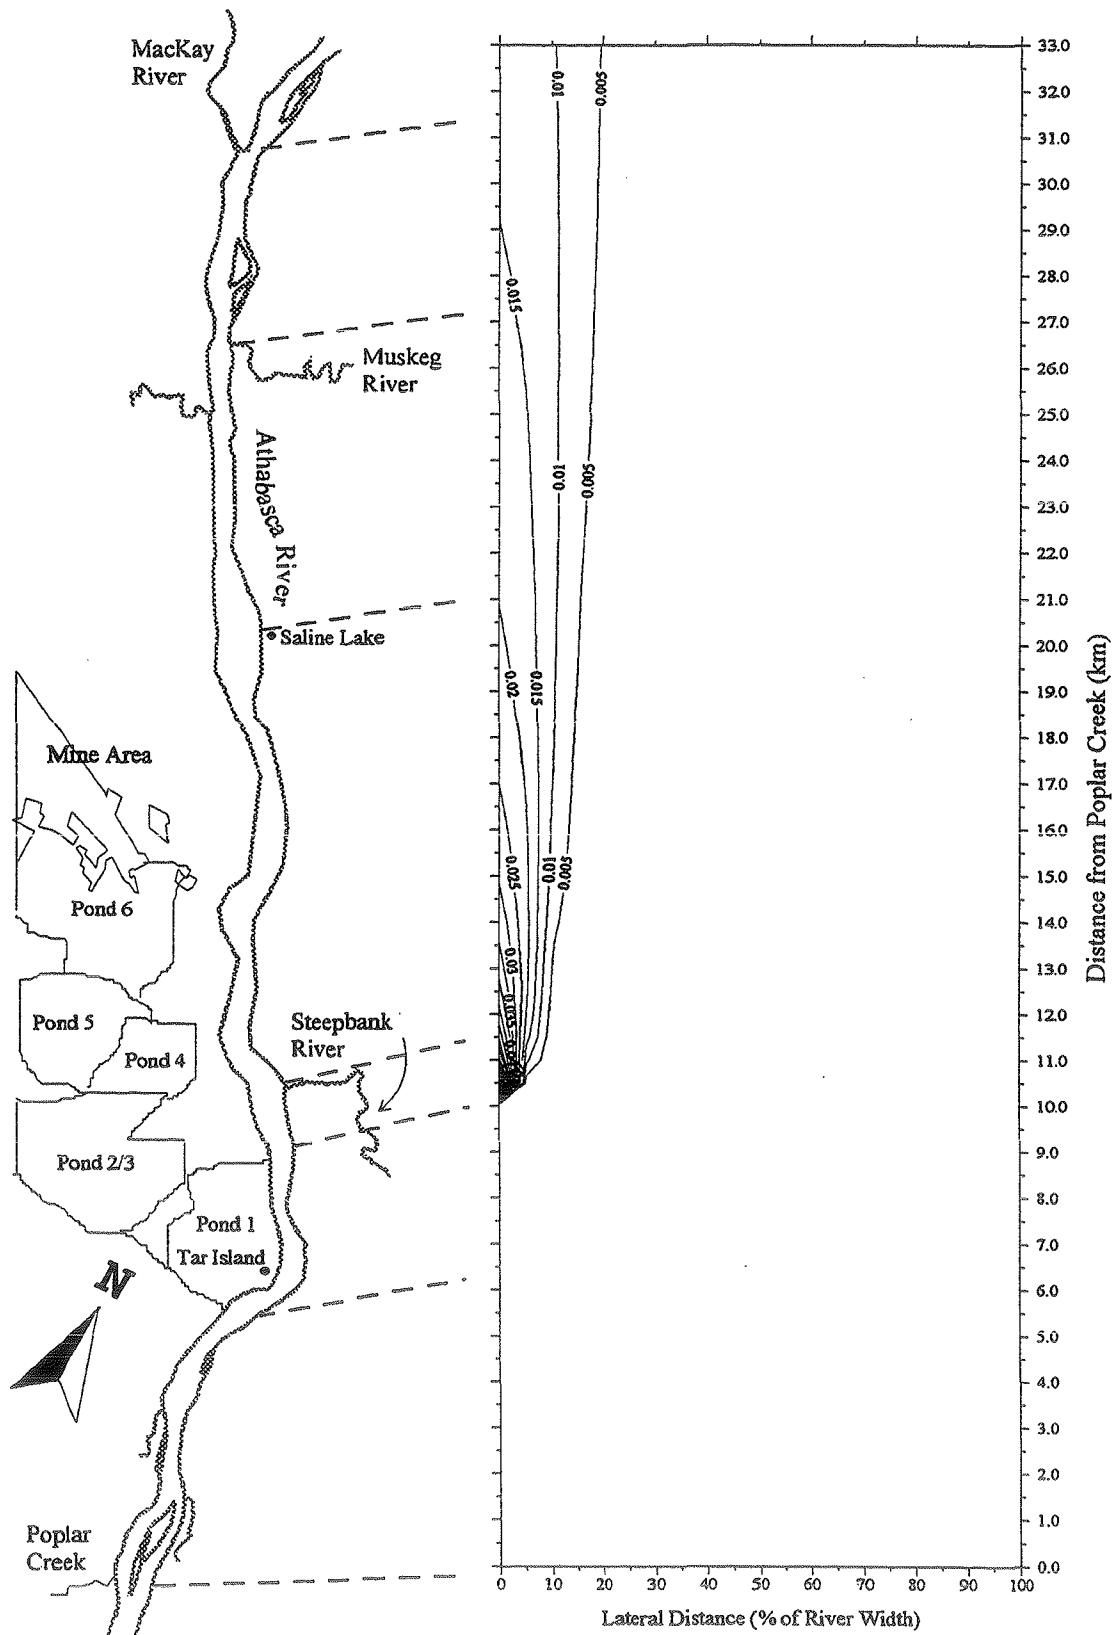 MacKay
River
Muskeg
River
Athabasca River
Saline Lake
Mine Area
Pond 6
Pond 5
Pond 4
Steepbank
River
Pond 2/3
Pond 1
Tar Island
N
Poplar
Creek
0.01
0.005
0.015
0.01
0.005
0.02
0.015
0.025
0.01
0.005
0.03
0.035
33.0
32.0
31.0
30.0
29.0
28.0
27.0
26.0
25.0
24.0
23.0
22.0
21.0
20.0
19.0
18.0
17.0
16.0
15.0
14.0
13.0
12.0
11.0
10.0
9.0
8.0
7.0
6.0
5.0
4.0
3.0
2.0
1.0
0.0
Distance from Poplar Creek (km)
0 10 20 30 40 50 60 70 80 90 100
Lateral Distance (% of River Width)